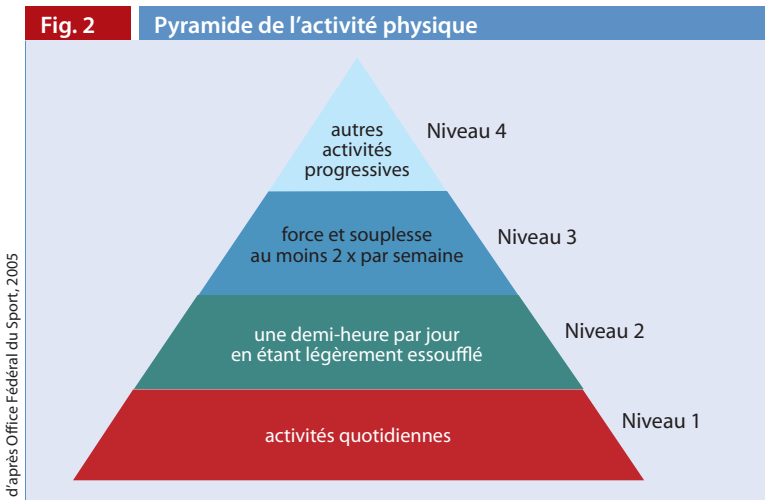 Fig. 2 Pyramide de l'activité physique
autres
activités
progressives
Niveau 4
force et souplesse
au moins 2 x par semaine
Niveau 3
une demi-heure par jour
en étant légèrement essoufflé
Niveau 2
activités quotidiennes
Niveau 1
d'après Office Fédéral du Sport, 2005